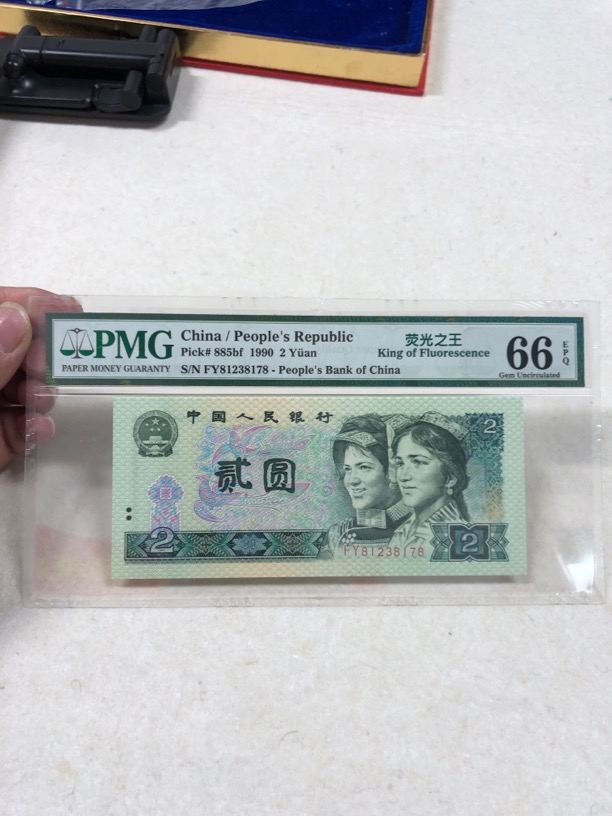 PMG
PAPER MONEY GUARANTY
China / People's Republic
Pick# 885bf 1990 2 Yüan
S/N FY81238178 - People's Bank of China
荧光之王
King of Fluorescence
66
EPQ
Gem Uncirculated
中国人民银行
2
贰圆
2
FY81238178
2